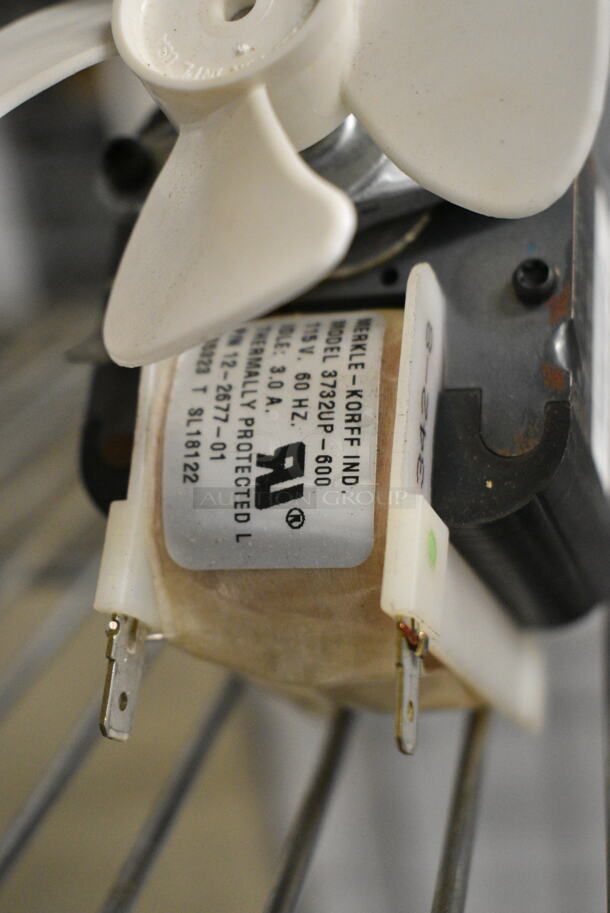 MERKLE-KORFF IND.
MODEL 3732UP-600
115 V. 60 HZ.
IDLE: 3.0 A.
THERMALLY PROTECTED L
P/N 12-2677-01
T SL18122
AUCTION GROUP